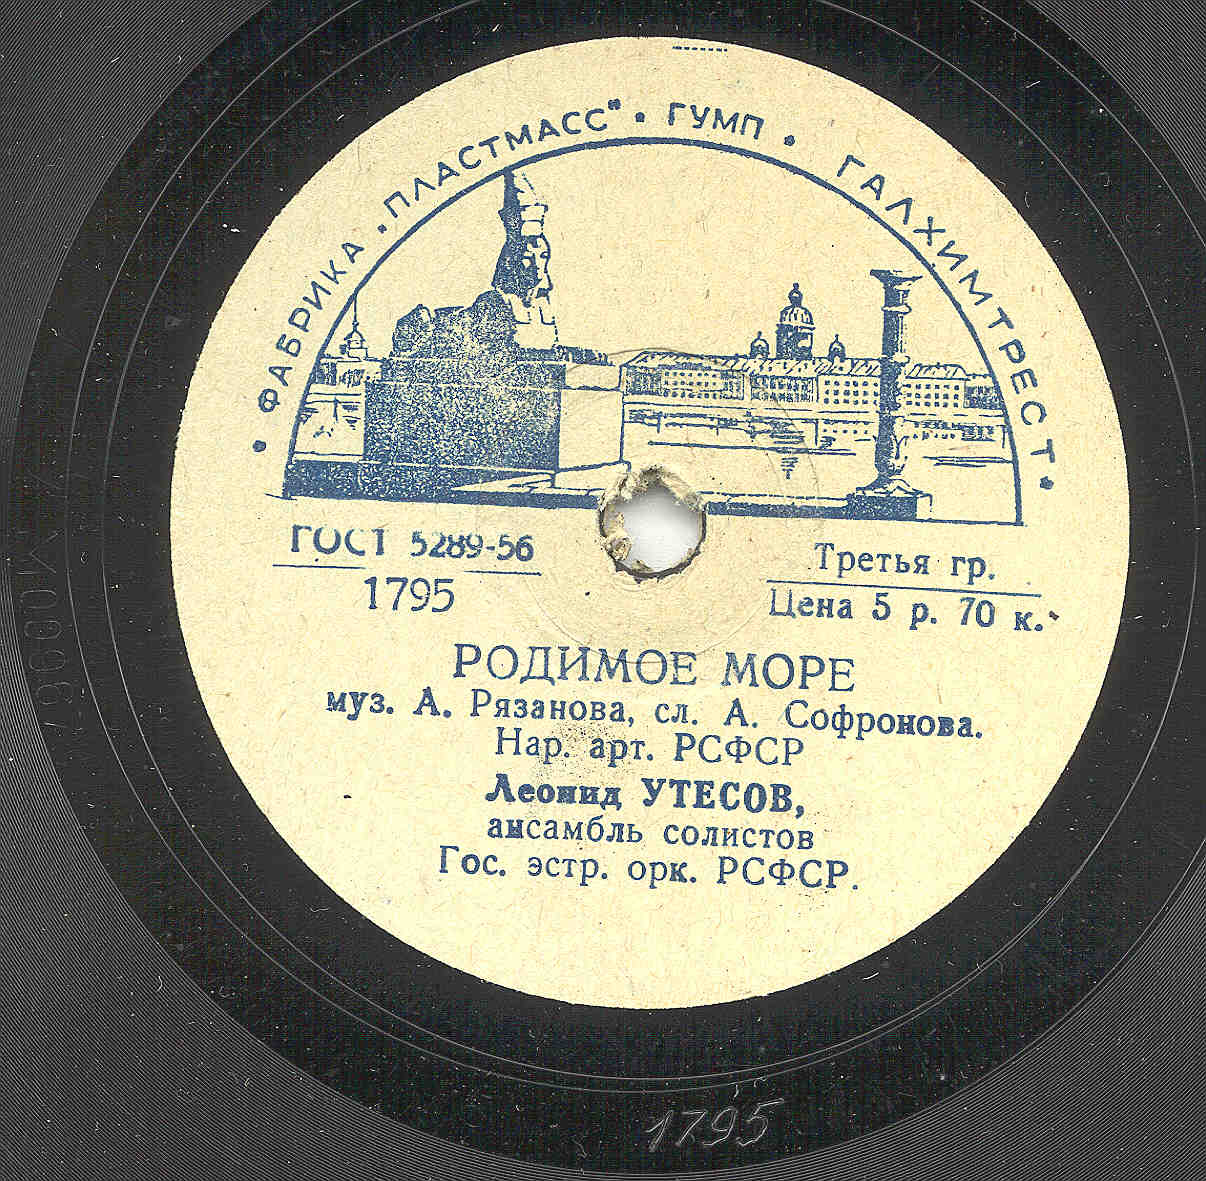 • ФАБРИКА „ПЛАСТМАСС" • ГУМП • ГАЛХИМТРЕСТ •
ГОСТ 5289-56
1795
Третья гр.
Цена 5 р. 70 к.
РОДИМОЕ МОРЕ
муз. А. Рязанова, сл. А. Софронова.
Нар. арт. РСФСР
Леонид УТЕСОВ,
ансамбль солистов
Гос. эстр. орк. РСФСР.
1795